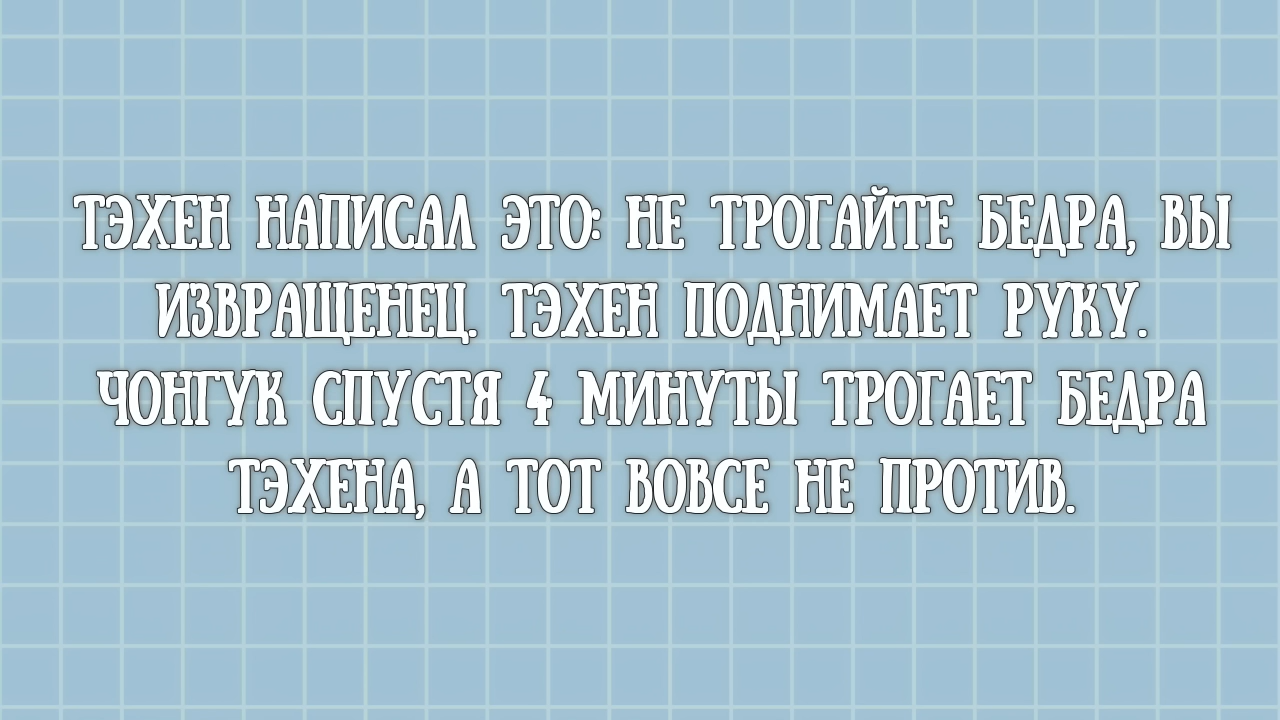 ТЭХЕН НАПИСАЛ ЭТО: НЕ ТРОГАЙТЕ БЕДРА, ВЫ
ИЗВРАЩЕНЕЦ. ТЭХЕН ПОДНИМАЕТ РУКУ.
ЧОНГУК СПУСТЯ 4 МИНУТЫ ТРОГАЕТ БЕДРА
ТЭХЕНА, А ТОТ ВОВСЕ НЕ ПРОТИВ.